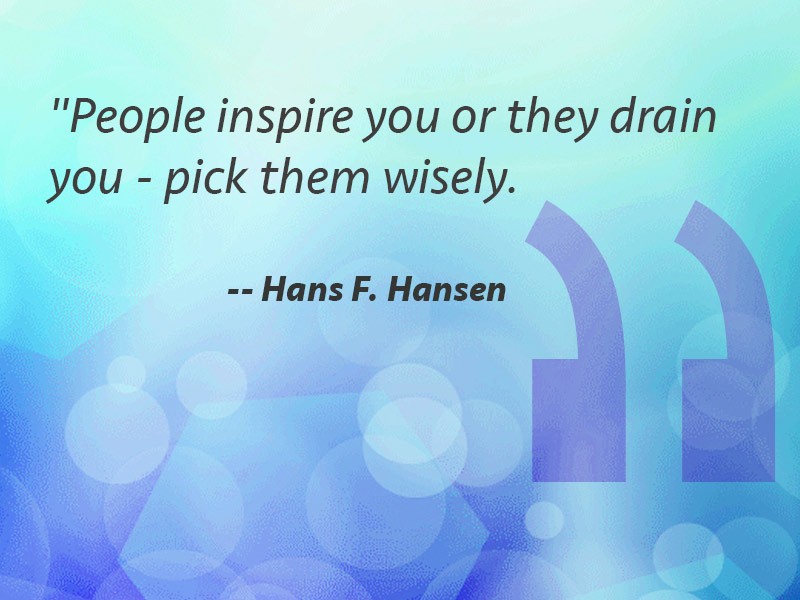 "People inspire you or they drain
you - pick them wisely.
-- Hans F. Hansen